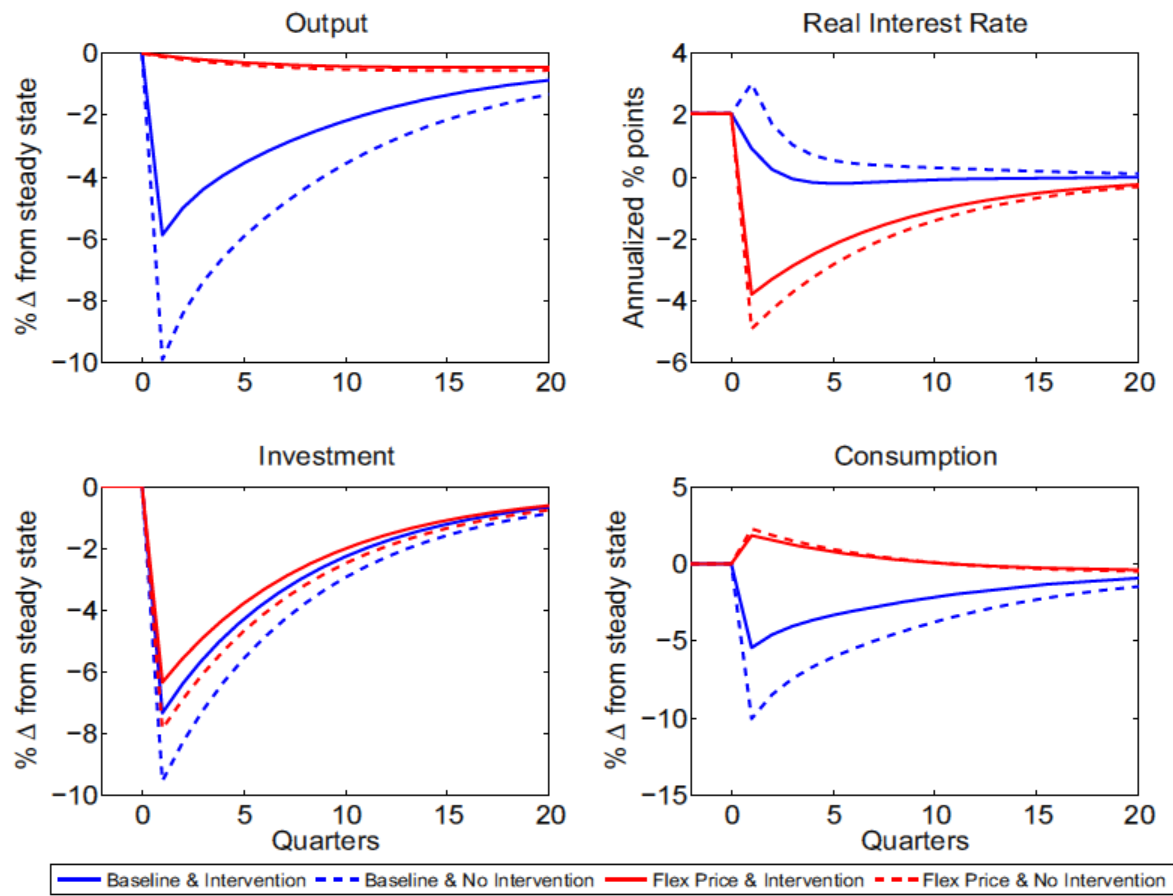 Output
% Δ from steady state
0
−2
−4
−6
−8
−10
0 5 10 15 20
Real Interest Rate
Annualized % points
4
2
0
−2
−4
−6
0 5 10 15 20
Investment
% Δ from steady state
0
−2
−4
−6
−8
−10
0 5 10 15 20
Quarters
Consumption
% Δ from steady state
5
0
−5
−10
−15
0 5 10 15 20
Quarters
Baseline & Intervention Baseline & No Intervention Flex Price & Intervention Flex Price & No Intervention